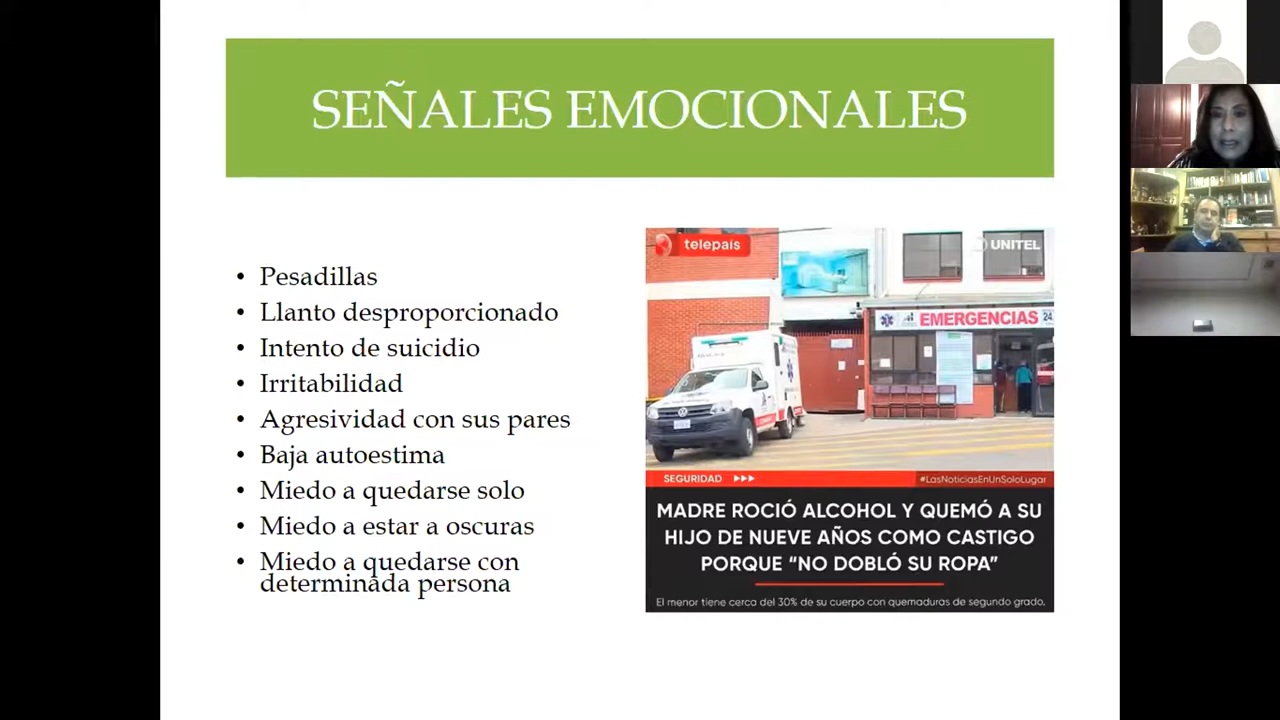 SEÑALES EMOCIONALES
• Pesadillas
• Llanto desproporcionado
• Intento de suicidio
• Irritabilidad
• Agresividad con sus pares
• Baja autoestima
• Miedo a quedarse solo
• Miedo a estar a oscuras
• Miedo a quedarse con
determinada persona
telepaís
UNITEL
EMERGENCIAS 24
SEGURIDAD
#LasNoticiasEnUnSoloLugar
MADRE ROCIÓ ALCOHOL Y QUEMÓ A SU
HIJO DE NUEVE AÑOS COMO CASTIGO
PORQUE “NO DOBLÓ SU ROPA”
El menor tiene cerca del 30% de su cuerpo con quemaduras de segundo grado.